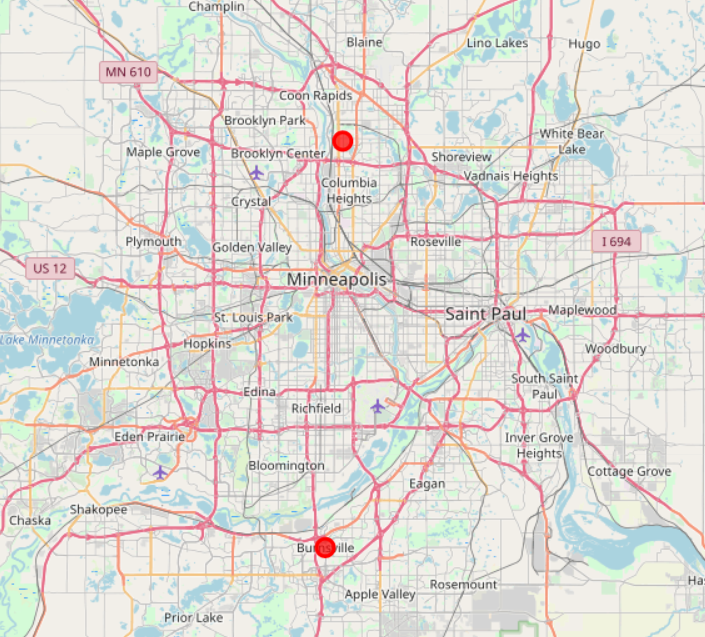 Champlin
Blaine
Lino Lakes
Hugo
MN 610
Coon Rapids
Brooklyn Park
White Bear
Lake
Maple Grove
Brooklyn Center
Shoreview
Vadnais Heights
Columbia
Heights
Crystal
Plymouth
Golden Valley
Roseville
I 694
US 12
Minneapolis
St. Louis Park
Saint Paul
Maplewood
Lake Minnetonka
Hopkins
Woodbury
Minnetonka
South Saint
Paul
Edina
Richfield
Eden Prairie
Inver Grove
Heights
Bloomington
Cottage Grove
Eagan
Shakopee
Chaska
Burnsville
Rosemount
Has
Apple Valley
Prior Lake